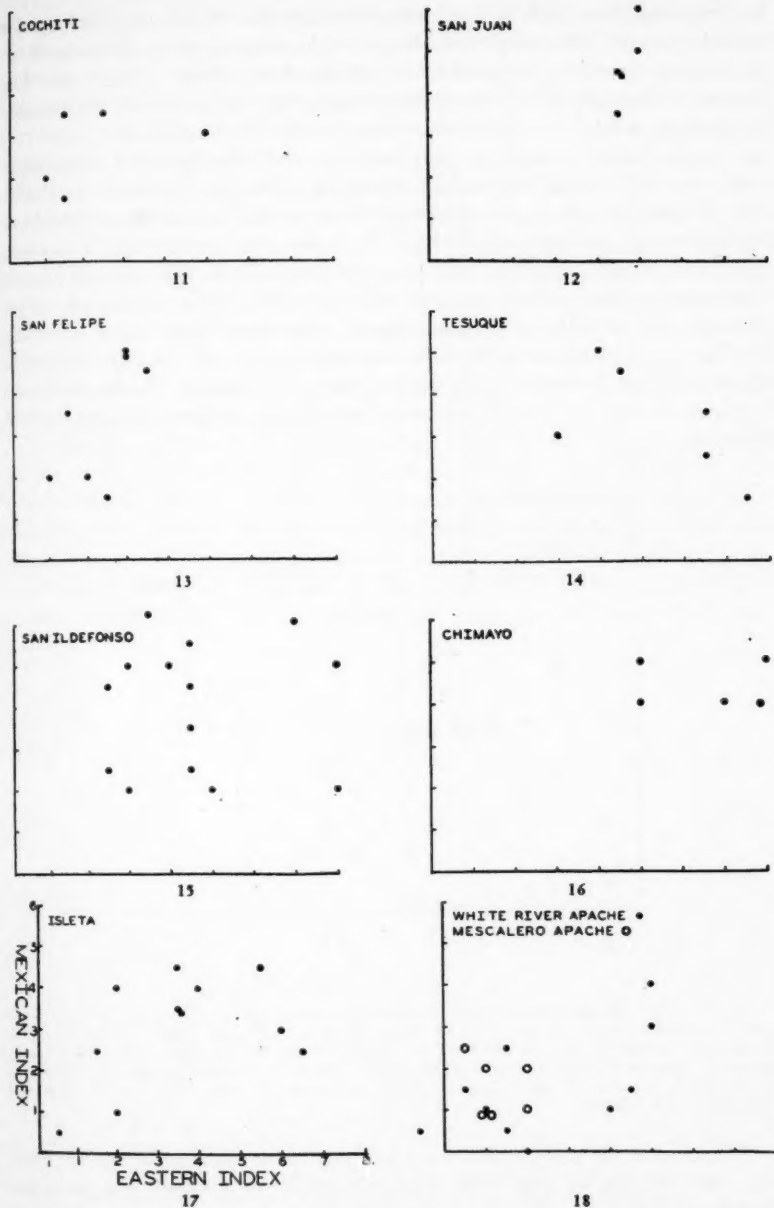 COCHITI
SAN JUAN
11
12
SAN FELIPE
TESUQUE
13
14
SAN ILDEFONSO
CHIMAYO
15
16
ISLETA
6
5
4
3
2
1
MEXICAN INDEX
1 2 3 4 5 6 7 8
EASTERN INDEX
17
WHITE RIVER APACHE
MESCALERO APACHE
18